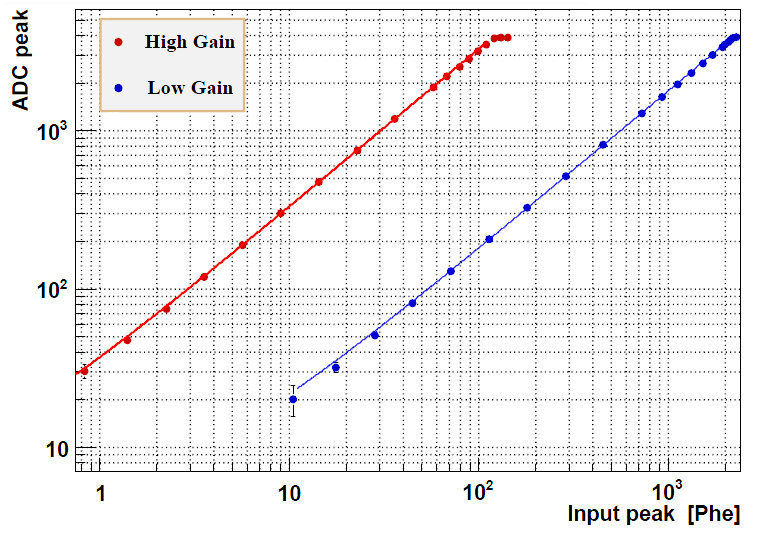 ADC peak
High Gain
Low Gain
10³
10²
10
1
10
10²
10³
Input peak [Phe]